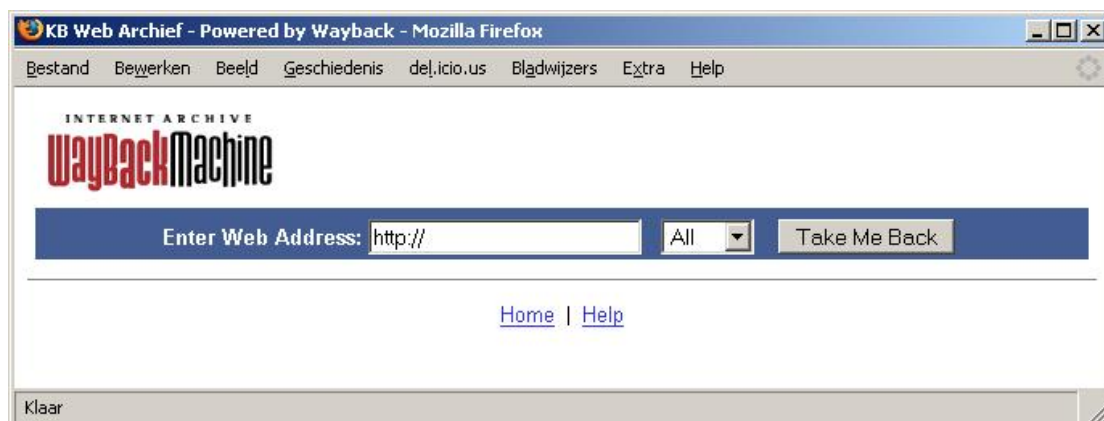 KB Web Archief - Powered by Wayback - Mozilla Firefox
Bestand Bewerken Beeld Geschiedenis del.icio.us Bladwijzers Extra Help
INTERNET ARCHIVE
WayBackMachine
Enter Web Address: http:// All Take Me Back
Home | Help
Klaar